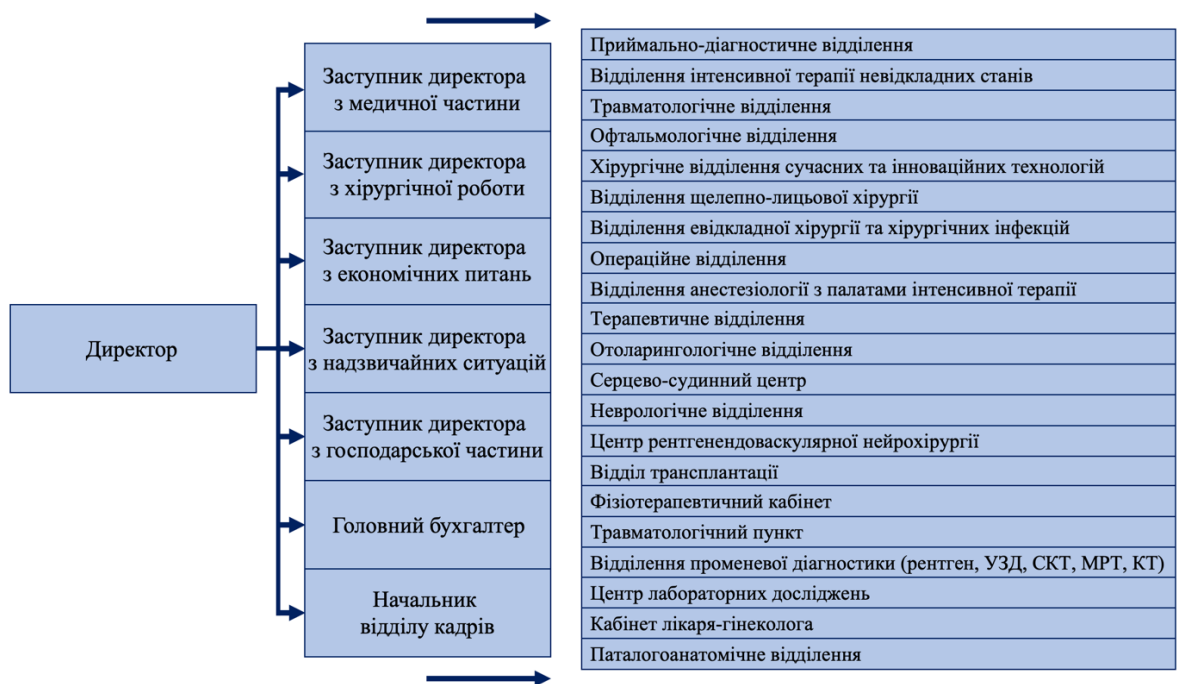 Директор
Заступник директора
з медичної частини
Заступник директора
з хірургічної роботи
Заступник директора
з економічних питань
Заступник директора
з надзвичайних ситуацій
Заступник директора
з господарської частини
Головний бухгалтер
Начальник
відділу кадрів
Приймально-діагностичне відділення
Відділення інтенсивної терапії невідкладних станів
Травматологічне відділення
Офтальмологічне відділення
Хірургічне відділення сучасних та інноваційних технологій
Відділення щелепно-лицьової хірургії
Відділення евідкладної хірургії та хірургічних інфекцій
Операційне відділення
Відділення анестезіології з палатами інтенсивної терапії
Терапевтичне відділення
Отоларингологічне відділення
Серцево-судинний центр
Неврологічне відділення
Центр рентгенендоваскулярної нейрохірургії
Відділ трансплантації
Фізіотерапевтичний кабінет
Травматологічний пункт
Відділення променевої діагностики (рентген, УЗД, СКТ, МРТ, КТ)
Центр лабораторних досліджень
Кабінет лікаря-гінеколога
Паталогоанатомічне відділення